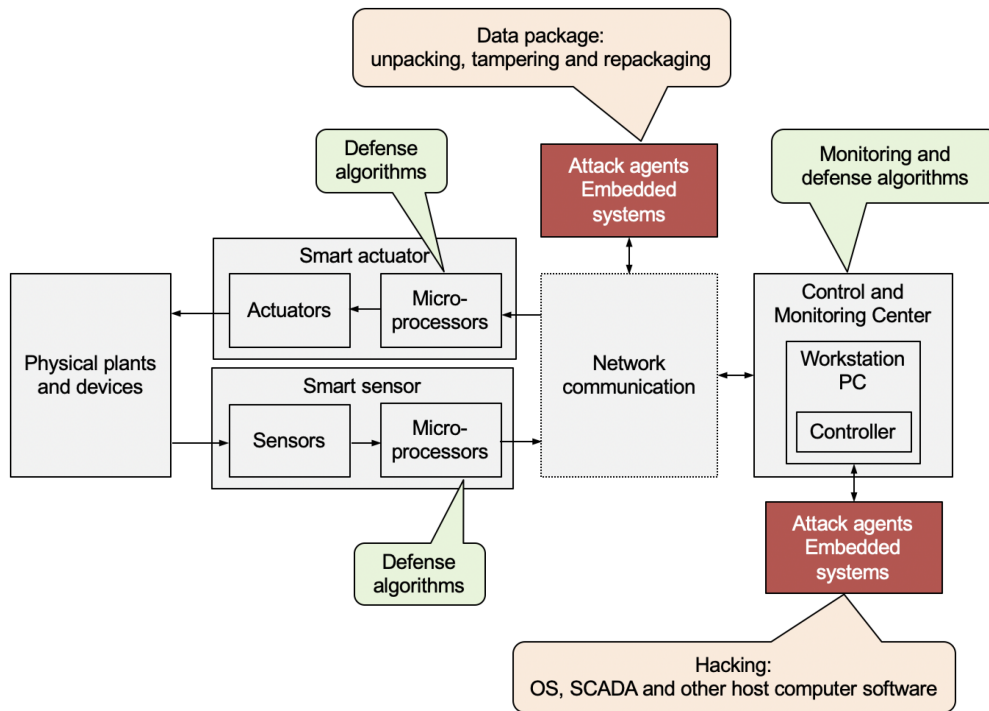 Data package:
unpacking, tampering and repackaging
Defense
algorithms
Attack agents
Embedded
systems
Monitoring and
defense algorithms
Smart actuator
Actuators
Micro-
processors
Physical plants
and devices
Network
communication
Control and
Monitoring Center
Workstation
PC
Controller
Smart sensor
Sensors
Micro-
processors
Defense
algorithms
Attack agents
Embedded
systems
Hacking:
OS, SCADA and other host computer software